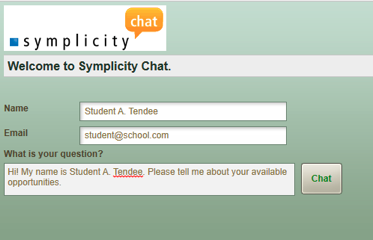 chat
symplicity
Welcome to Symplicity Chat.
Name
Student A. Tendee
Email
student@school.com
What is your question?
Hi! My name is Student A. Tendee. Please tell me about your available
opportunities.
Chat